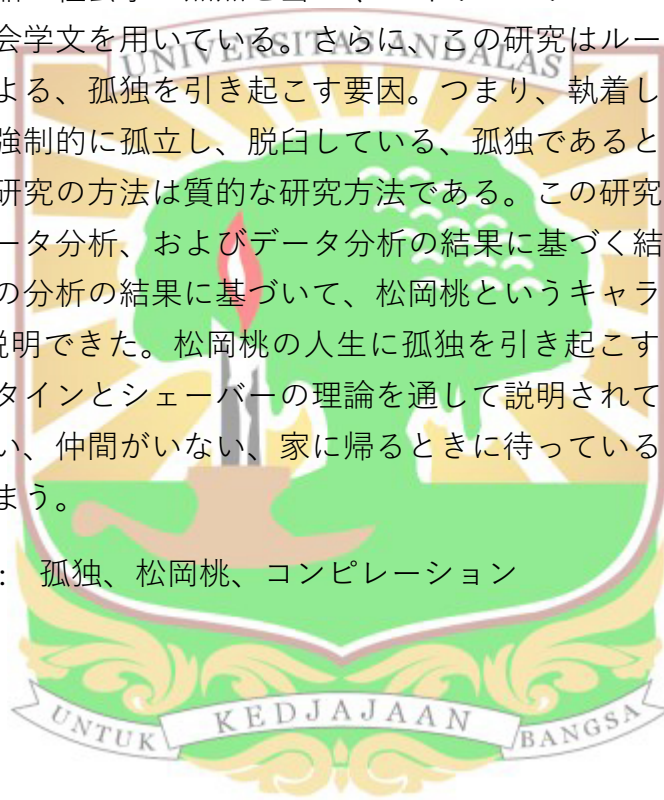 会学文を用いている。さらに、この研究はルー
よる、孤独を引き起こす要因。つまり、執着し
強制的に孤立し、脱臼している、孤独であると
研究の方法は質的な研究方法である。この研究
ータ分析、およびデータ分析の結果に基づく結
の分析の結果に基づいて、松岡桃というキャラ
説明できた。松岡桃の人生に孤独を引き起こす
タインとシェーバーの理論を通して説明されて
い、仲間がいない、家に帰るときに待っている
まう。
: 孤独、松岡桃、コンピレーション
UNIVERSITAS ANDALAS
UNTUK KEDJAJAAN BANGSA